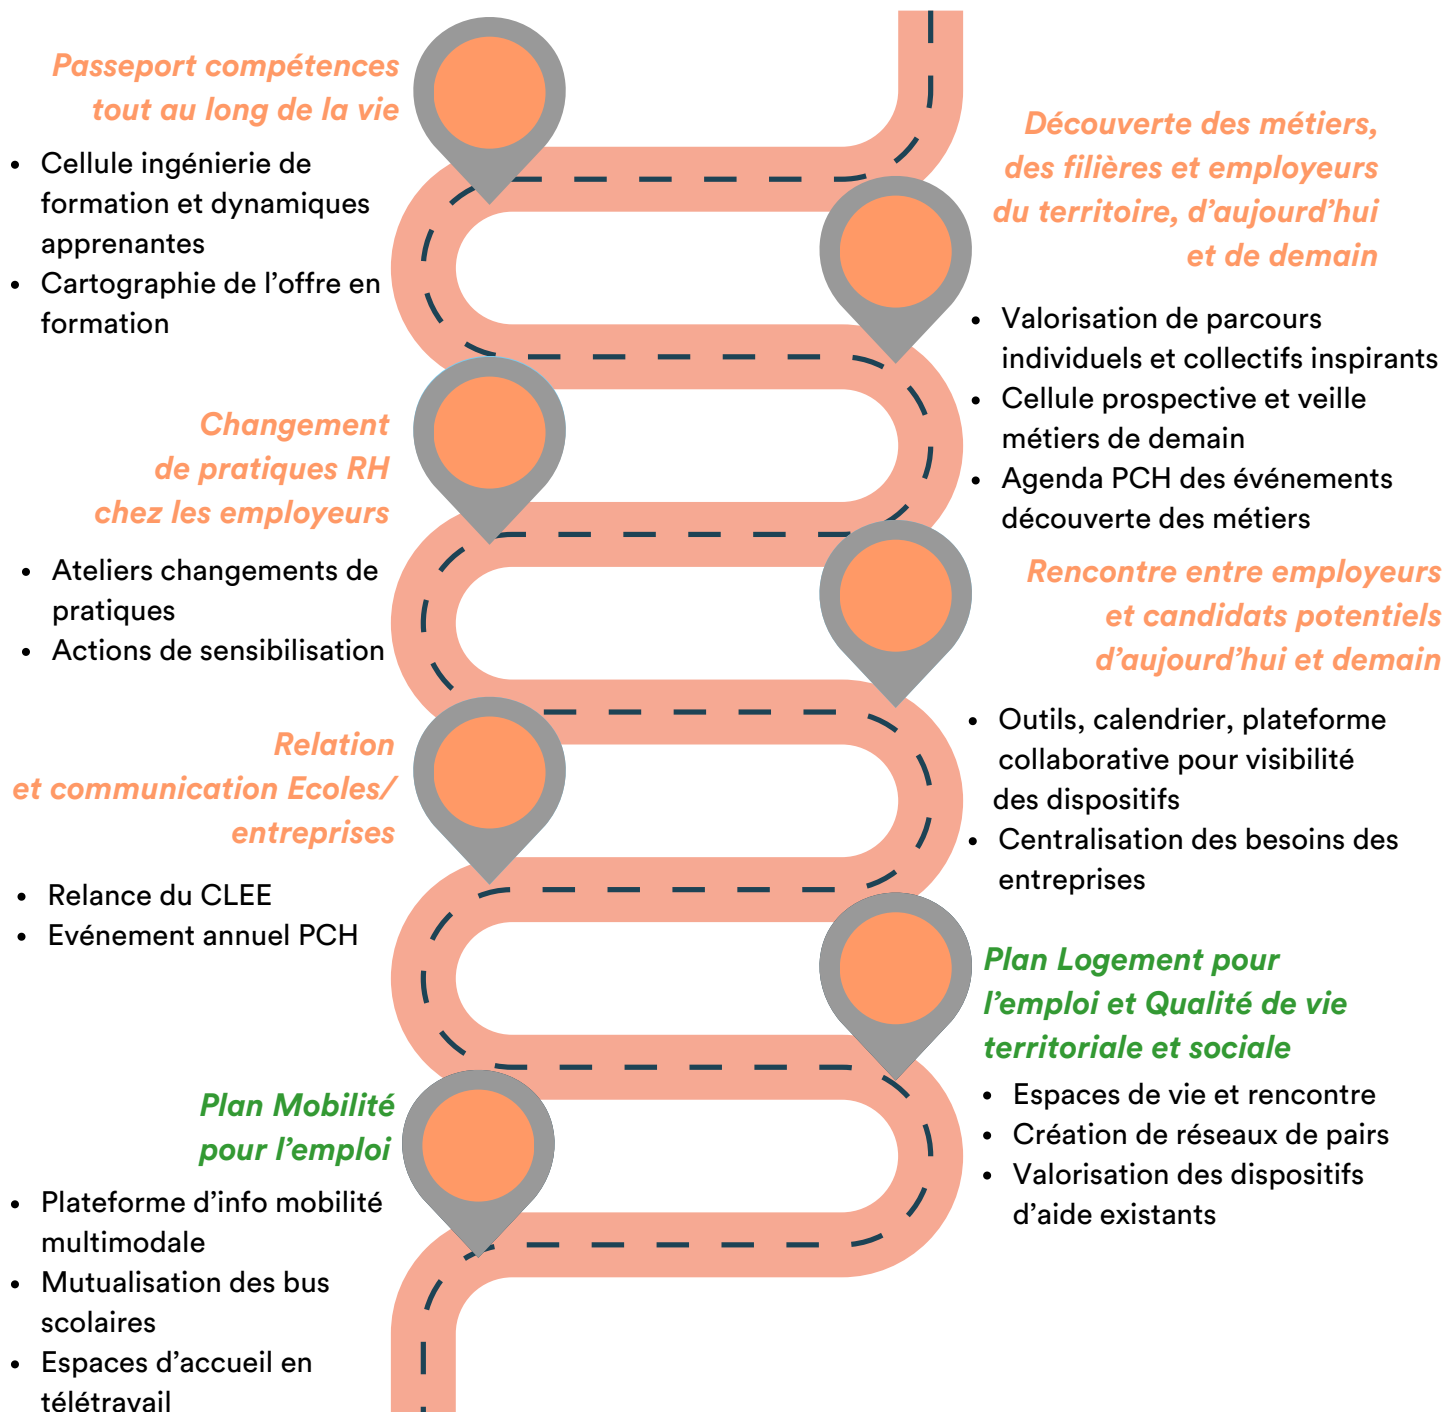 Passeport compétences
tout au long de la vie
• Cellule ingénierie de
formation et dynamiques
apprenantes
• Cartographie de l'offre en
formation
Découverte des métiers,
des filières et employeurs
du territoire, d'aujourd'hui
et de demain
• Valorisation de parcours
individuels et collectifs inspirants
• Cellule prospective et veille
métiers de demain
• Agenda PCH des événements
découverte des métiers
Changement
de pratiques RH
chez les employeurs
• Ateliers changements de
pratiques
• Actions de sensibilisation
Rencontre entre employeurs
et candidats potentiels
d'aujourd'hui et demain
• Outils, calendrier, plateforme
collaborative pour visibilité
des dispositifs
• Centralisation des besoins des
entreprises
Relation
et communication Ecoles/
entreprises
• Relance du CLEE
• Evénement annuel PCH
Plan Logement pour
l'emploi et Qualité de vie
territoriale et sociale
• Espaces de vie et rencontre
• Création de réseaux de pairs
• Valorisation des dispositifs
d'aide existants
Plan Mobilité
pour l'emploi
• Plateforme d'info mobilité
multimodale
• Mutualisation des bus
scolaires
• Espaces d'accueil en
télétravail